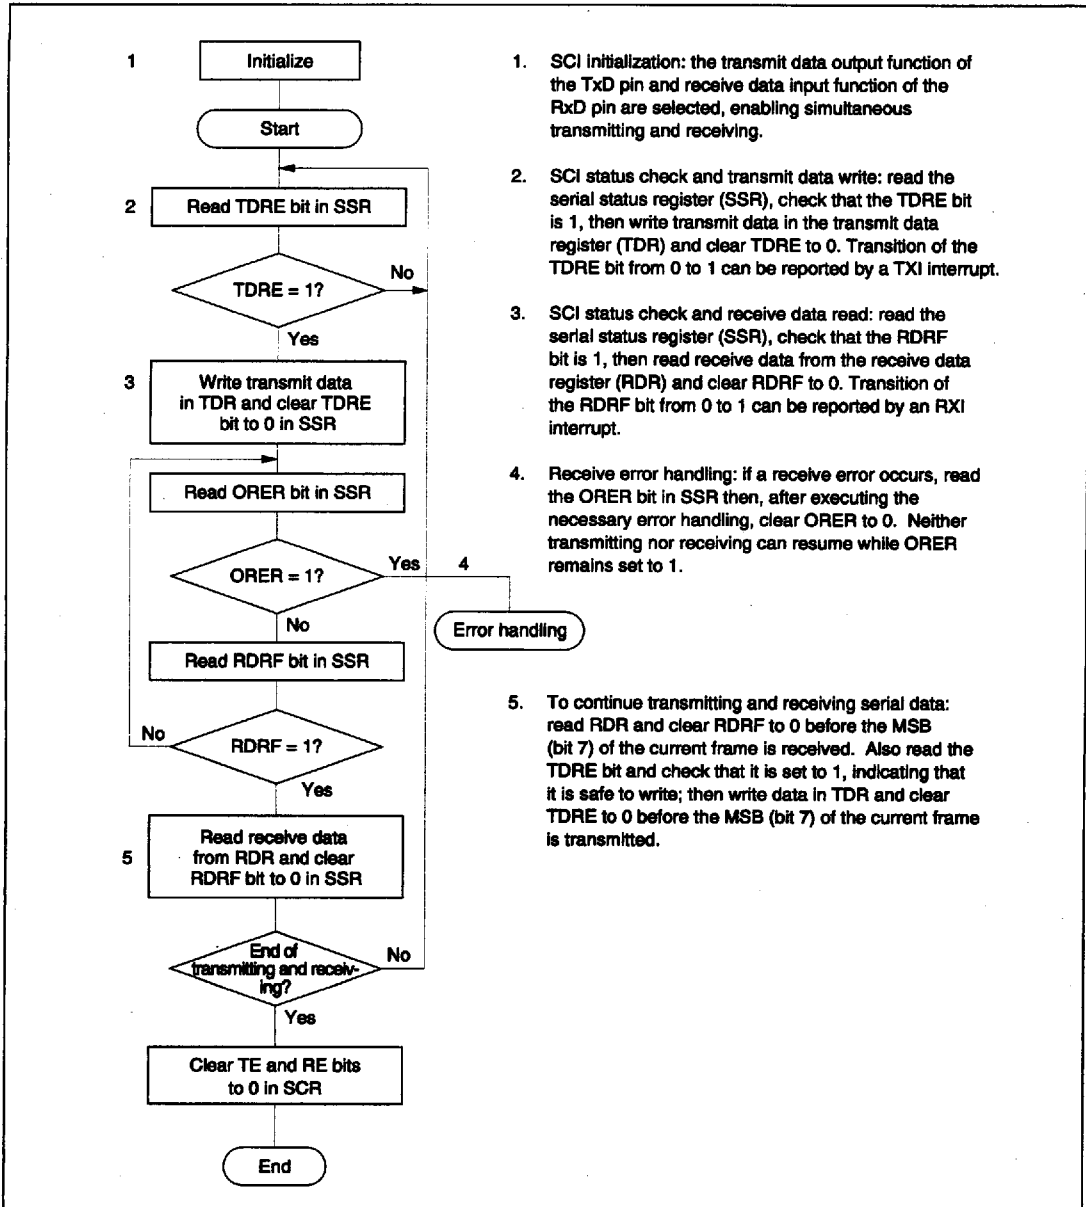 1
Initialize
Start
2
Read TDRE bit in SSR
TDRE = 1?
No
Yes
3
Write transmit data
in TDR and clear TDRE
bit to 0 in SSR
Read ORER bit in SSR
ORER = 1?
Yes
4
No
Error handling
Read RDRF bit in SSR
RDRF = 1?
No
Yes
5
Read receive data
from RDR and clear
RDRF bit to 0 in SSR
End of
transmitting and receiv-
ing?
No
Yes
Clear TE and RE bits
to 0 in SCR
End
1. SCI initialization: the transmit data output function of
the TxD pin and receive data input function of the
RxD pin are selected, enabling simultaneous
transmitting and receiving.
2. SCI status check and transmit data write: read the
serial status register (SSR), check that the TDRE bit
is 1, then write transmit data in the transmit data
register (TDR) and clear TDRE to 0. Transition of the
TDRE bit from 0 to 1 can be reported by a TXI interrupt.
3. SCI status check and receive data read: read the
serial status register (SSR), check that the RDRF
bit is 1, then read receive data from the receive data
register (RDR) and clear RDRF to 0. Transition of
the RDRF bit from 0 to 1 can be reported by an RXI
interrupt.
4. Receive error handling: if a receive error occurs, read
the ORER bit in SSR then, after executing the
necessary error handling, clear ORER to 0. Neither
transmitting nor receiving can resume while ORER
remains set to 1.
5. To continue transmitting and receiving serial data:
read RDR and clear RDRF to 0 before the MSB
(bit 7) of the current frame is received. Also read the
TDRE bit and check that it is set to 1, indicating that
it is safe to write; then write data in TDR and clear
TDRE to 0 before the MSB (bit 7) of the current frame
is transmitted.